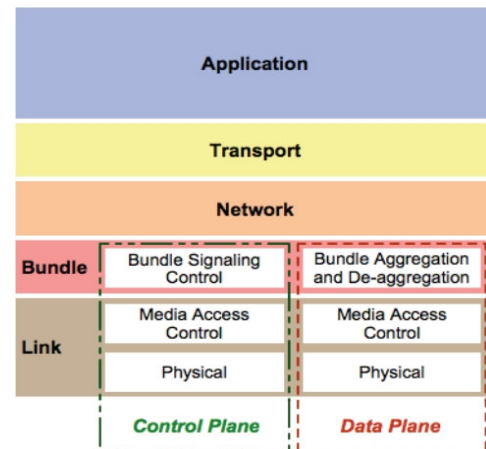 Application
Transport
Network
Bundle
Bundle Signaling
Control
Bundle Aggregation
and De-aggregation
Link
Media Access
Control
Media Access
Control
Physical
Physical
Control Plane
Data Plane